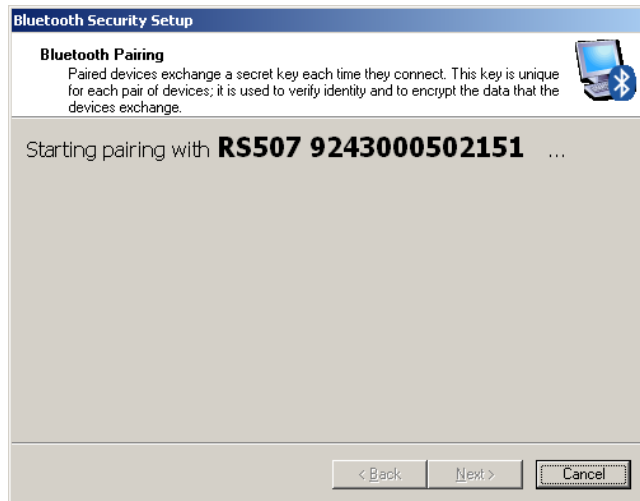 Bluetooth Security Setup
Bluetooth Pairing
Paired devices exchange a secret key each time they connect. This key is unique
for each pair of devices; it is used to verify identity and to encrypt the data that the
devices exchange.
Starting pairing with RS507 9243000502151 ...
< Back Next > Cancel